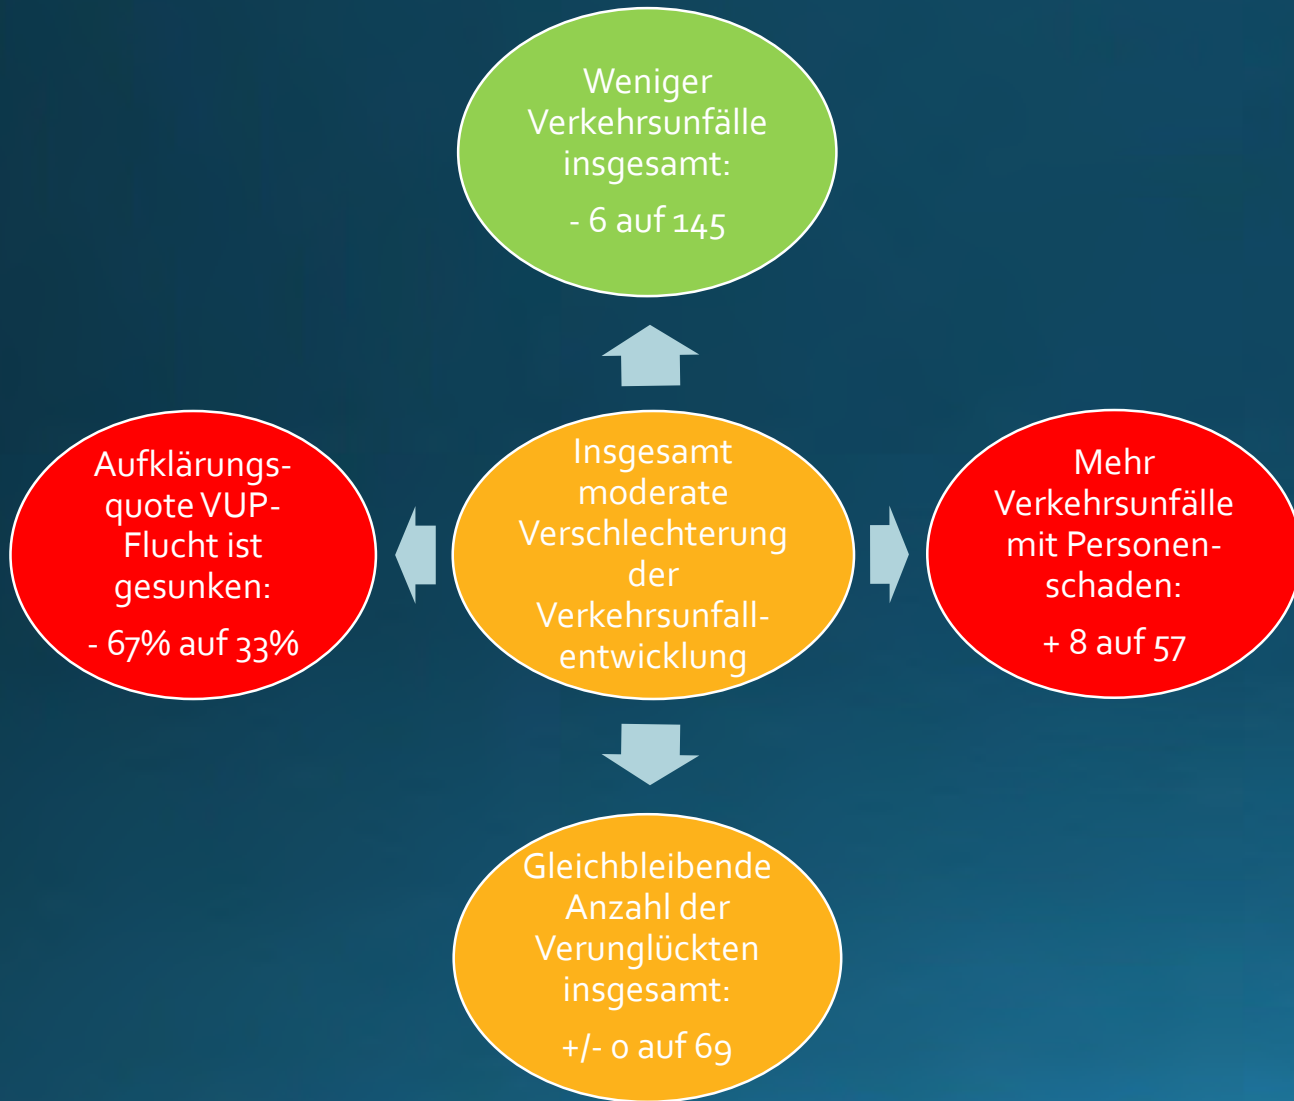 Weniger
Verkehrsunfälle
insgesamt:
- 6 auf 145
Aufklärungs-
quote VUP-
Flucht ist
gesunken:
- 67% auf 33%
Insgesamt
moderate
Verschlechterung
der
Verkehrsunfall-
entwicklung
Mehr
Verkehrsunfälle
mit Personen-
schaden:
+ 8 auf 57
Gleichbleibende
Anzahl der
Verunglückten
insgesamt:
+/- 0 auf 69